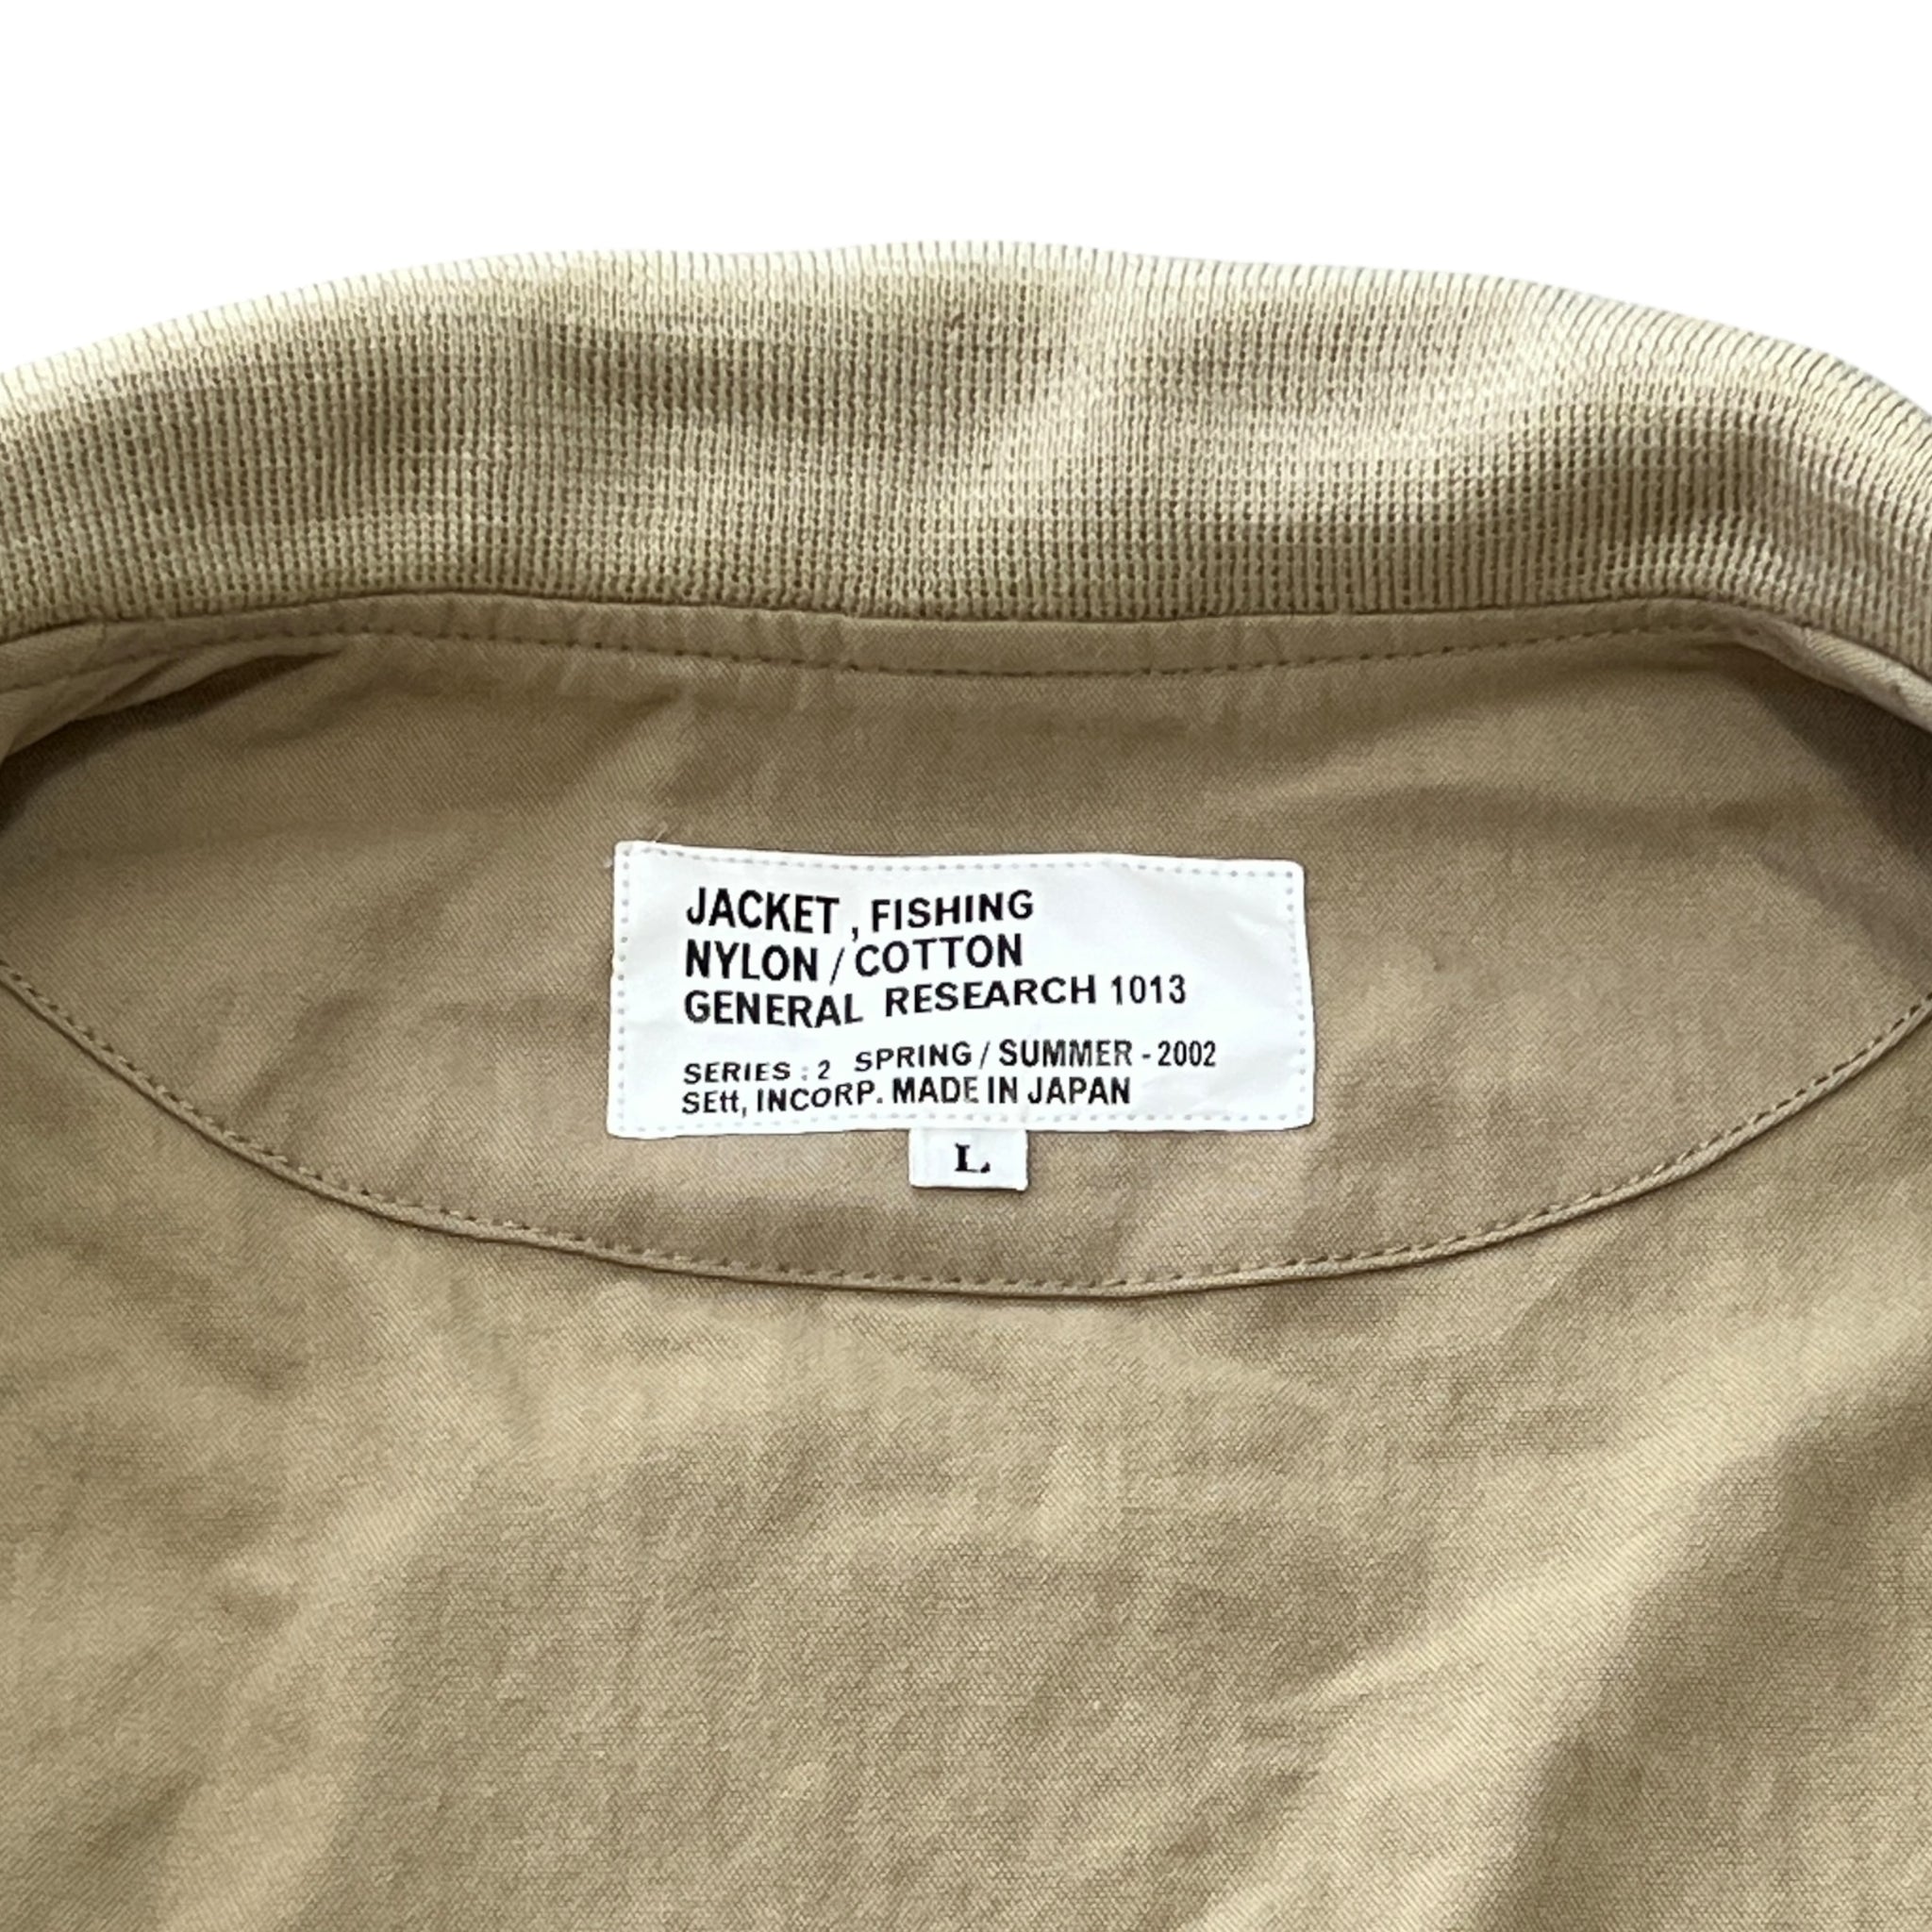 JACKET, FISHING
NYLON / COTTON
GENERAL RESEARCH 1013
SERIES : 2 SPRING / SUMMER - 2002
SEtt, INCORP. MADE IN JAPAN
L